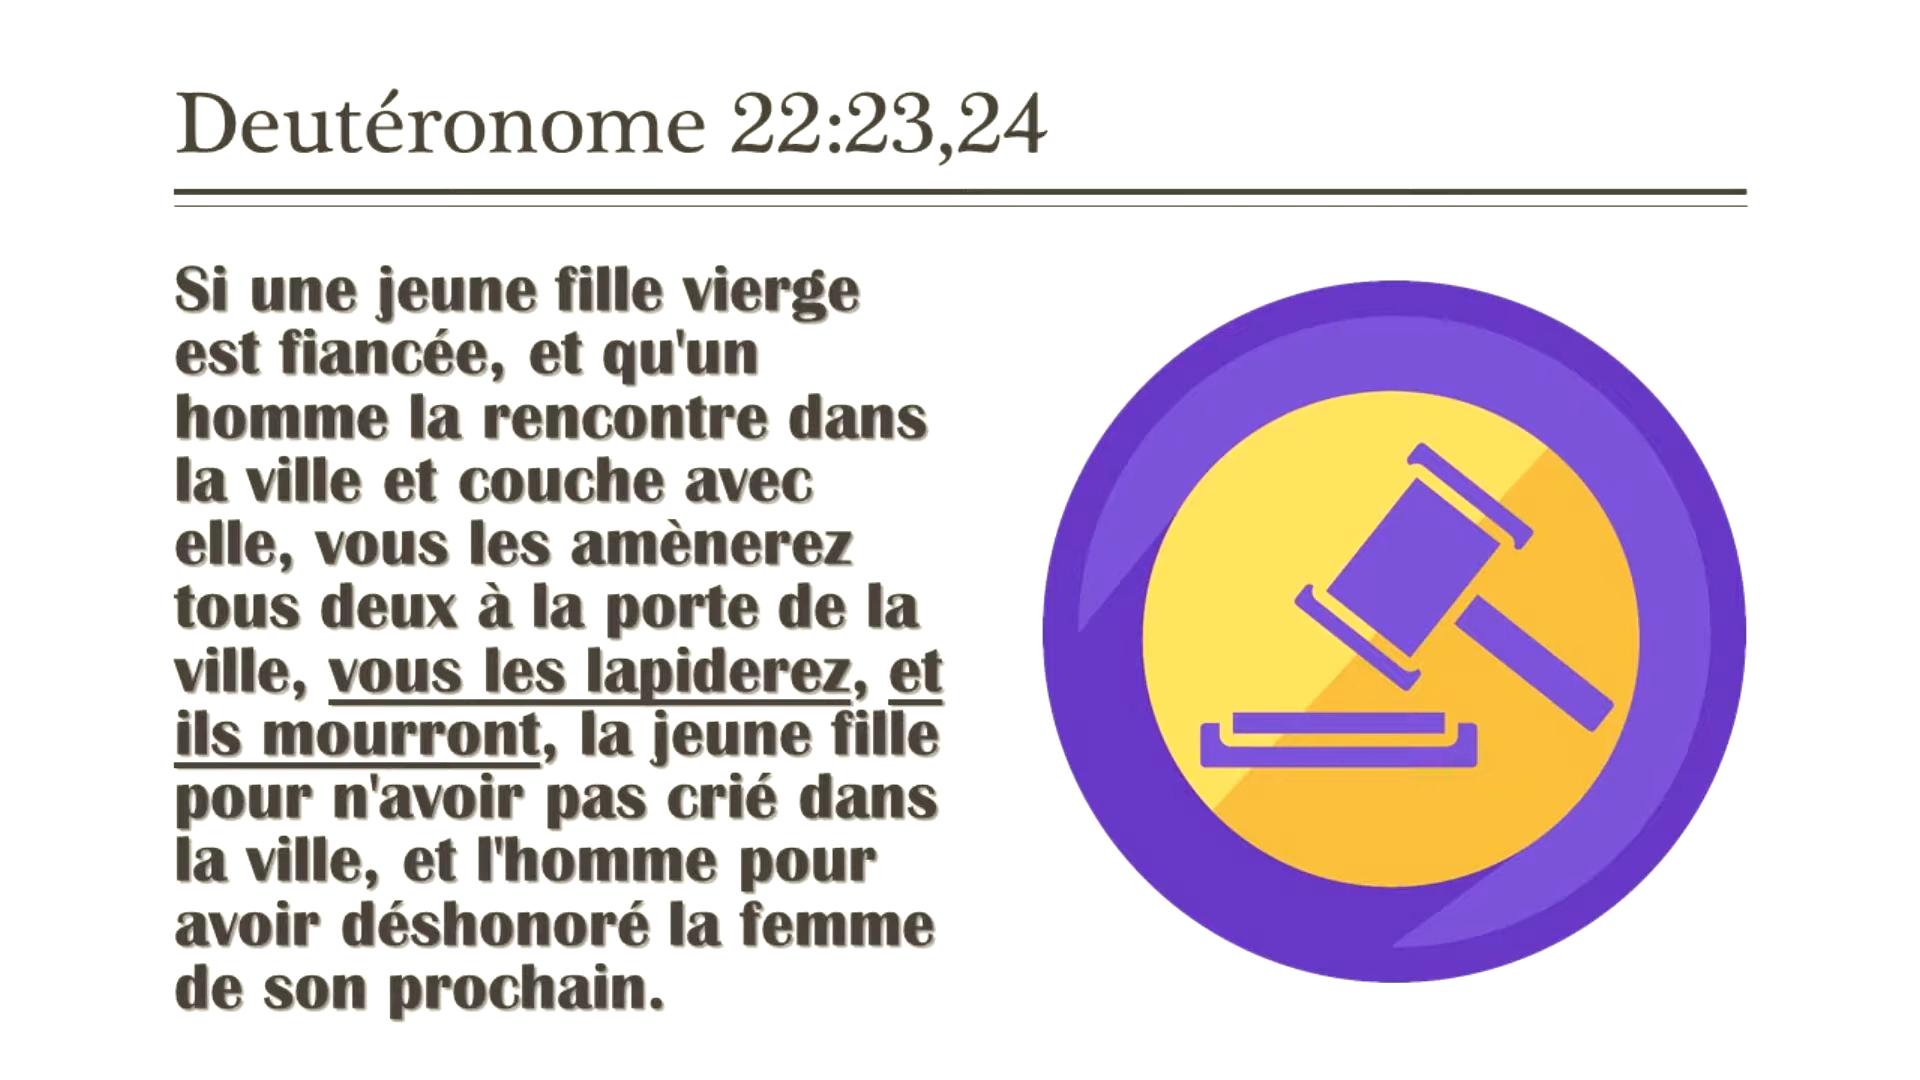 Deutéronome 22:23,24
Si une jeune fille vierge
est fiancée, et qu'un
homme la rencontre dans
la ville et couche avec
elle, vous les amènerez
tous deux à la porte de la
ville, vous les lapiderez, et
ils mourront, la jeune fille
pour n'avoir pas crié dans
la ville, et l'homme pour
avoir déshonoré la femme
de son prochain.